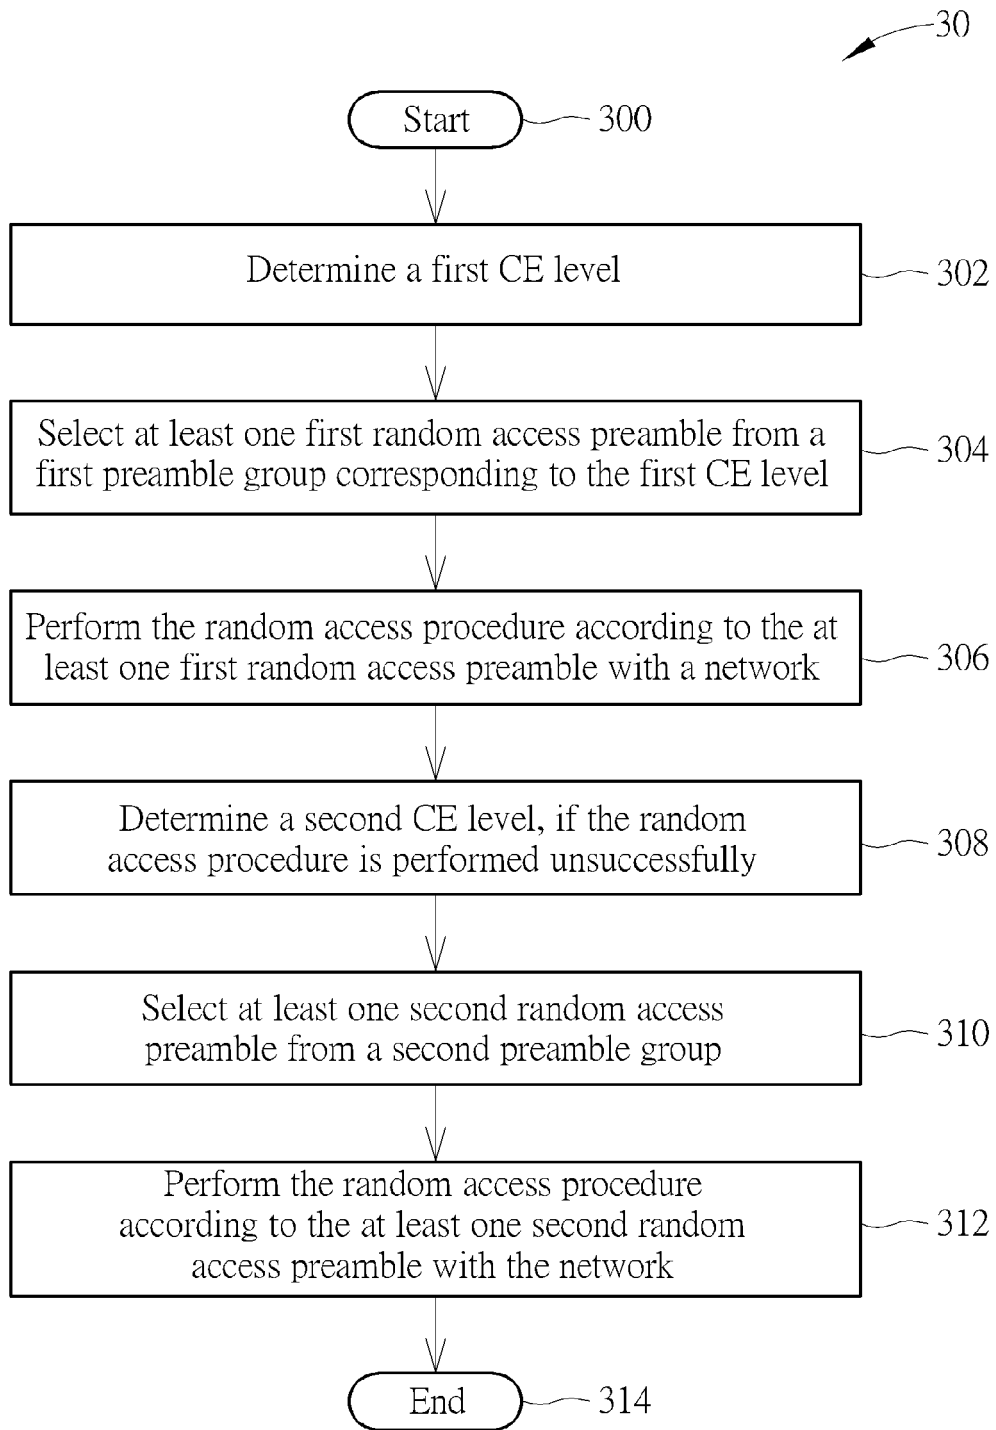 30
Start
300
Determine a first CE level
302
Select at least one first random access preamble from a
first preamble group corresponding to the first CE level
304
Perform the random access procedure according to the at
least one first random access preamble with a network
306
Determine a second CE level, if the random
access procedure is performed unsuccessfully
308
Select at least one second random access
preamble from a second preamble group
310
Perform the random access procedure
according to the at least one second random
access preamble with the network
312
End
314